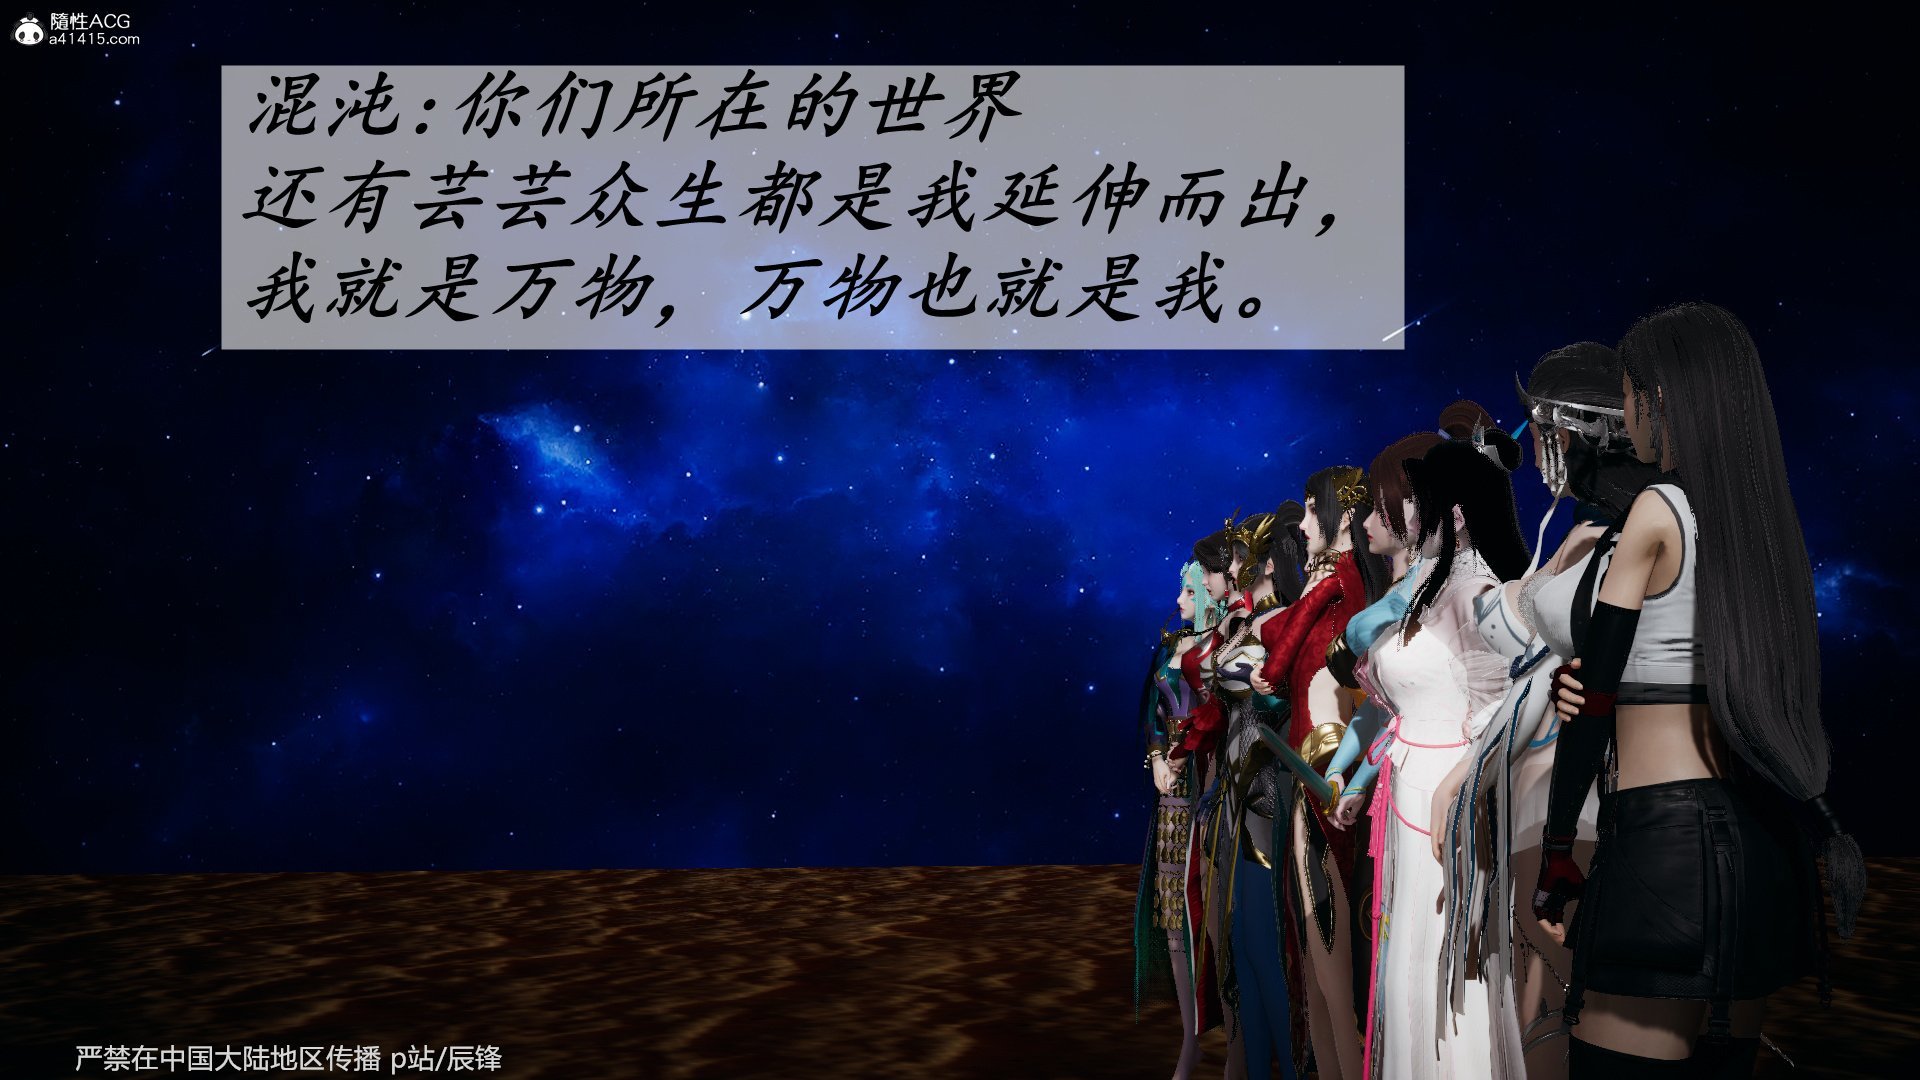 隨性ACG
a41415.com
混沌:你们所在的世界
还有芸芸众生都是我延伸而出，
我就是万物，万物也就是我。
严禁在中国大陆地区传播 p站/辰锋